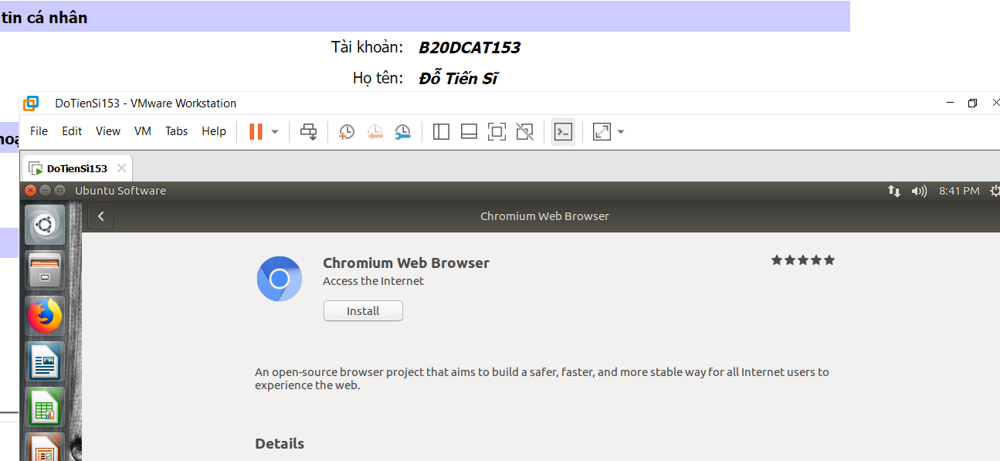 tin cá nhân
Tài khoản: B20DCAT153
Họ tên: Đỗ Tiến Sĩ
DoTienSi153 - VMware Workstation
File Edit View VM Tabs Help
DoTienSi153
Ubuntu Software 8:41 PM
Chromium Web Browser
Chromium Web Browser
Access the Internet
Install
An open-source browser project that aims to build a safer, faster, and more stable way for all Internet users to
experience the web.
Details